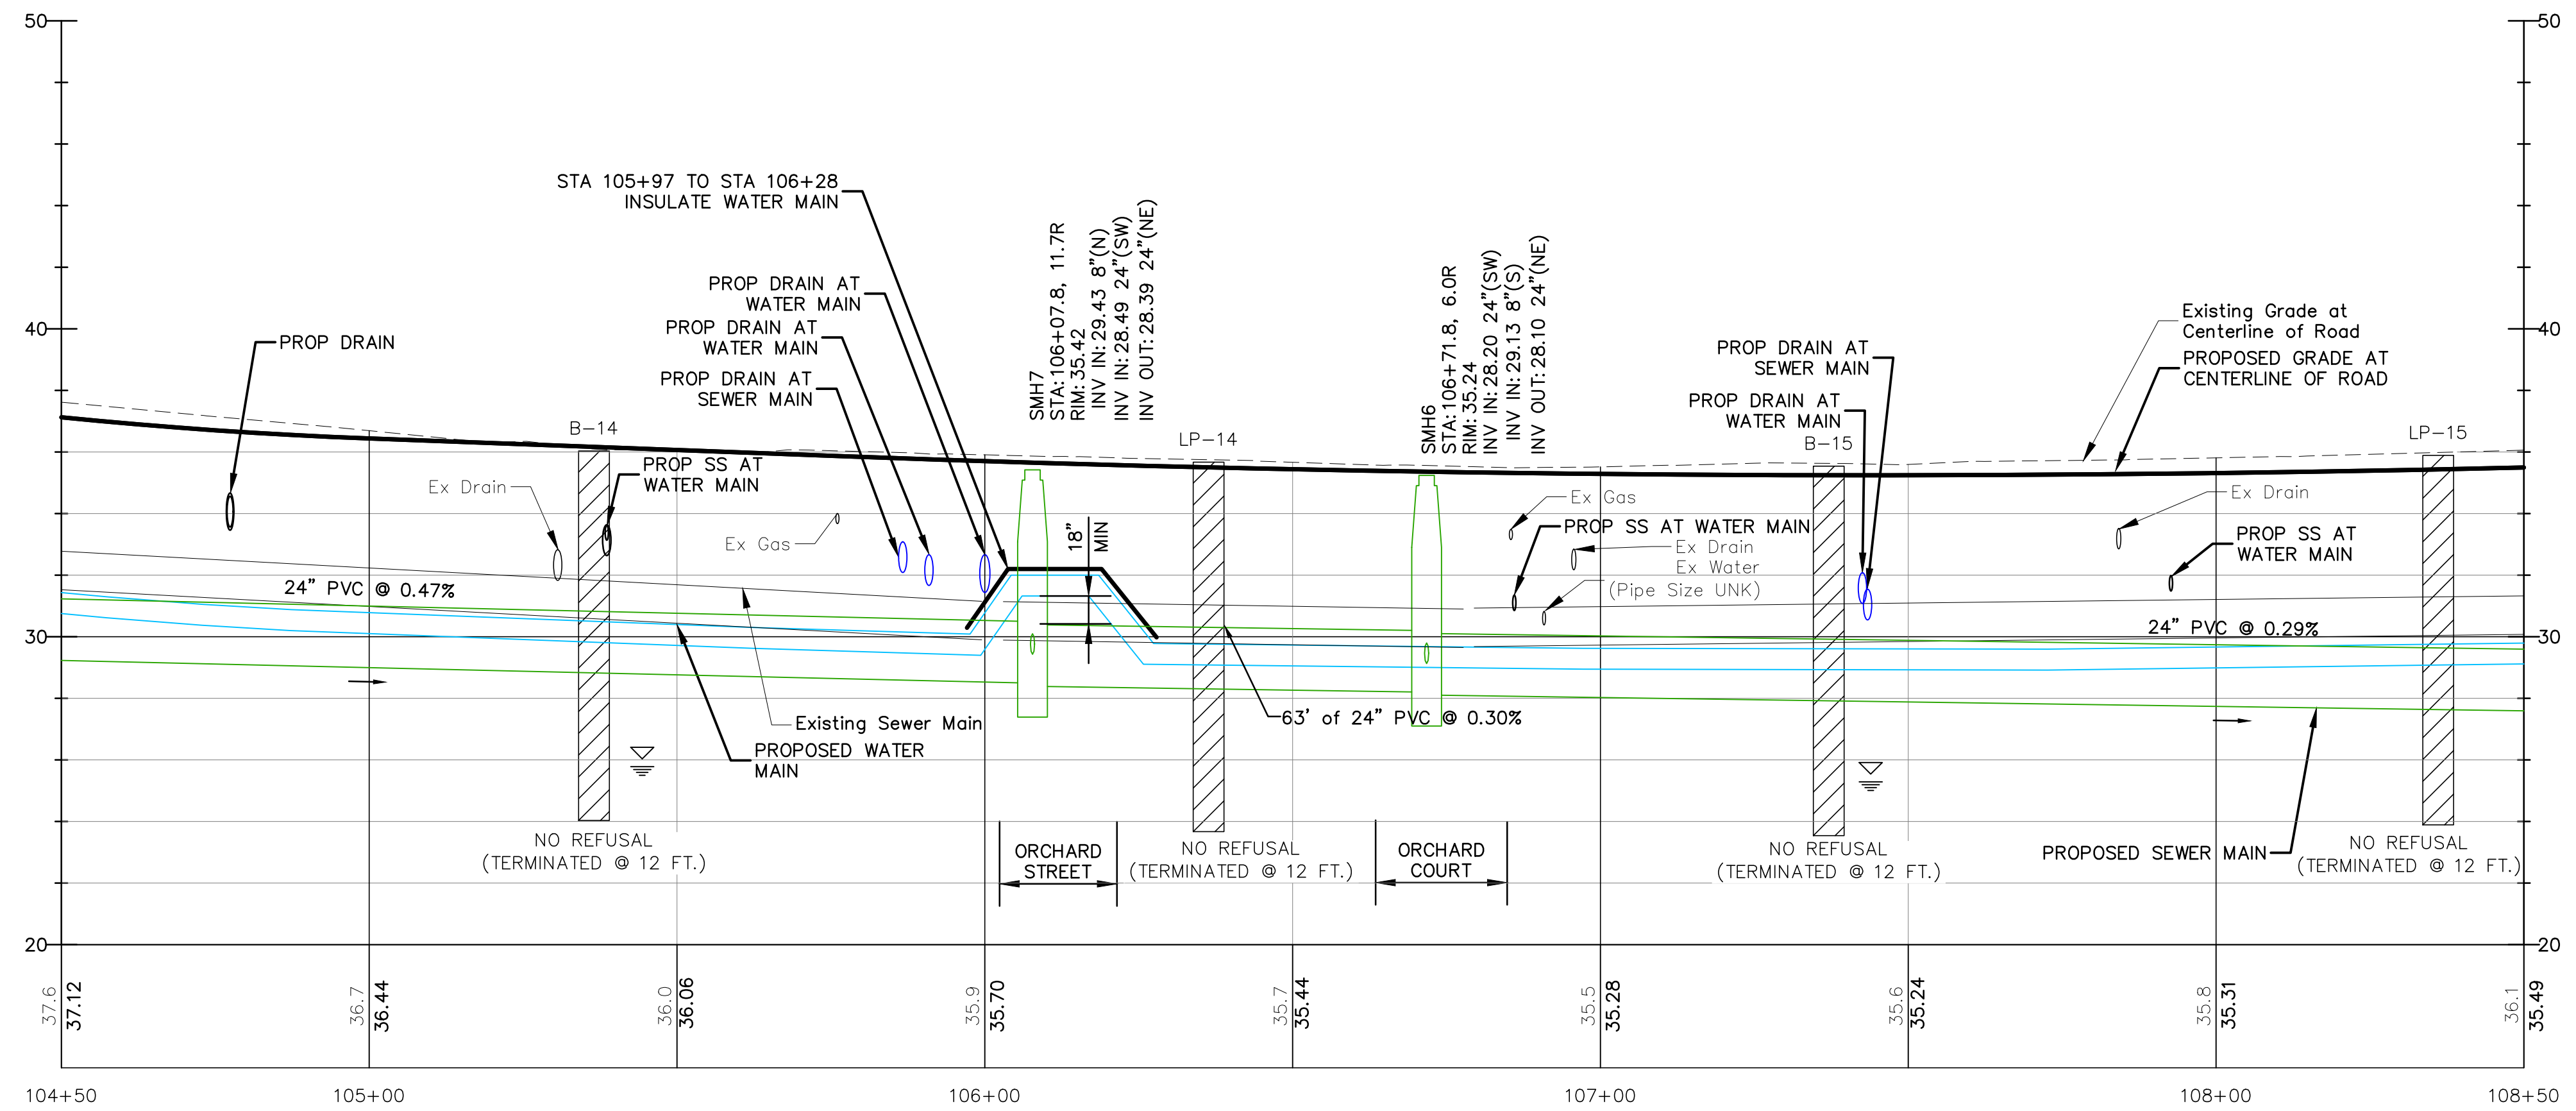 50
50
STA 105+97 TO STA 106+28
INSULATE WATER MAIN
PROP DRAIN AT
WATER MAIN
PROP DRAIN AT
WATER MAIN
PROP DRAIN AT
SEWER MAIN
SMH7
STA:106+07.8, 11.7R
RIM:35.42
INV IN:29.43 8"(N)
INV IN:28.49 24"(SW)
INV OUT:28.39 24"(NE)
SMH6
STA:106+71.8, 6.0R
RIM:35.24
INV IN:28.20 24"(SW)
INV IN:29.13 8"(S)
INV OUT:28.10 24"(NE)
40
40
PROP DRAIN
Existing Grade at
Centerline of Road
PROPOSED GRADE AT
CENTERLINE OF ROAD
PROP DRAIN AT
SEWER MAIN
PROP DRAIN AT
WATER MAIN
B-14
LP-14
B-15
LP-15
PROP SS AT
WATER MAIN
Ex Drain
Ex Gas
18"
MIN
Ex Gas
PROP SS AT WATER MAIN
Ex Drain
Ex Water
(Pipe Size UNK)
Ex Drain
PROP SS AT
WATER MAIN
24" PVC @ 0.47%
30
30
24" PVC @ 0.29%
Existing Sewer Main
PROPOSED WATER
MAIN
63' of 24" PVC @ 0.30%
NO REFUSAL
(TERMINATED @ 12 FT.)
ORCHARD
STREET
NO REFUSAL
(TERMINATED @ 12 FT.)
ORCHARD
COURT
NO REFUSAL
(TERMINATED @ 12 FT.)
PROPOSED SEWER MAIN
NO REFUSAL
(TERMINATED @ 12 FT.)
20
20
37.6
37.12
36.7
36.44
36.0
36.06
35.9
35.70
35.7
35.44
35.5
35.28
35.6
35.24
35.8
35.31
36.1
35.49
104+50
105+00
106+00
107+00
108+00
108+50